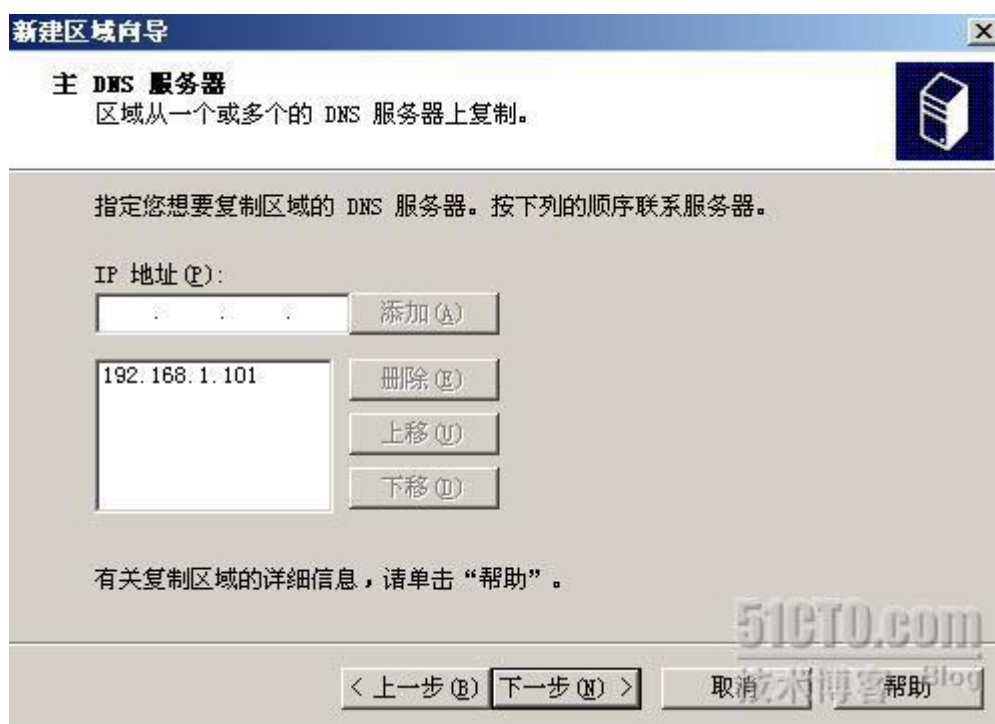 新建区域向导
主 DNS 服务器
区域从一个或多个的 DNS 服务器上复制。
指定您想要复制区域的 DNS 服务器。按下列的顺序联系服务器。
IP 地址(P):
添加(A)
192.168.1.101
删除(E)
上移(U)
下移(D)
有关复制区域的详细信息，请单击“帮助”。
51CTO.com
技术博客 Blog
< 上一步(B)
下一步(N) >
取消
帮助